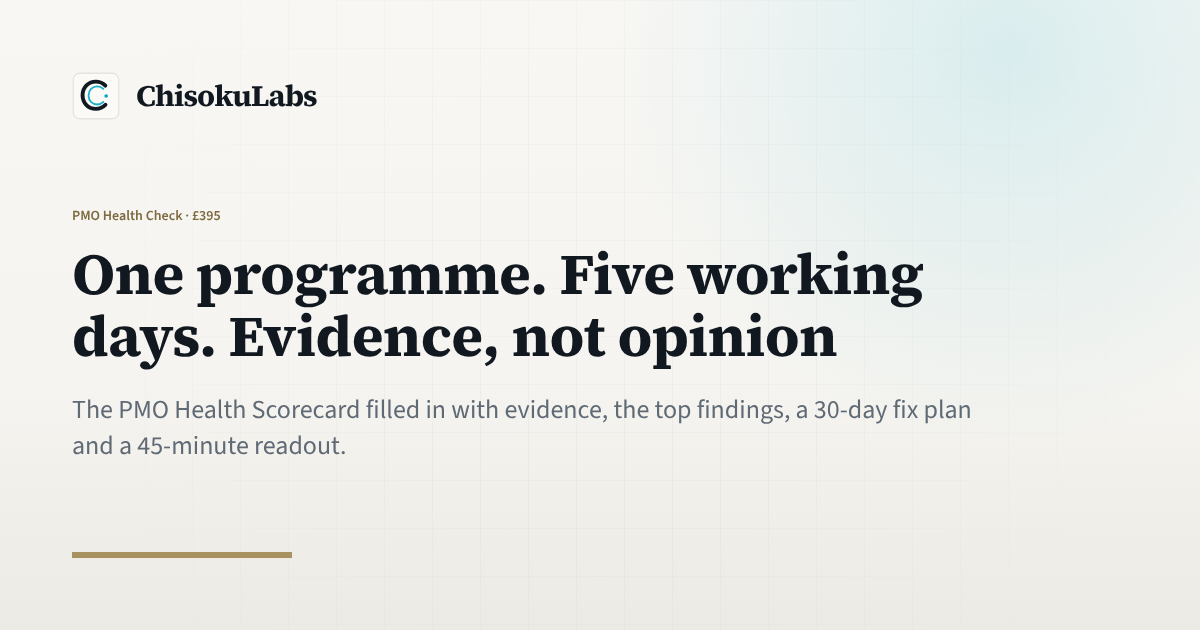 ChisokuLabs
PMO Health Check · £395
One programme. Five working
days. Evidence, not opinion
The PMO Health Scorecard filled in with evidence, the top findings, a 30-day fix plan
and a 45-minute readout.